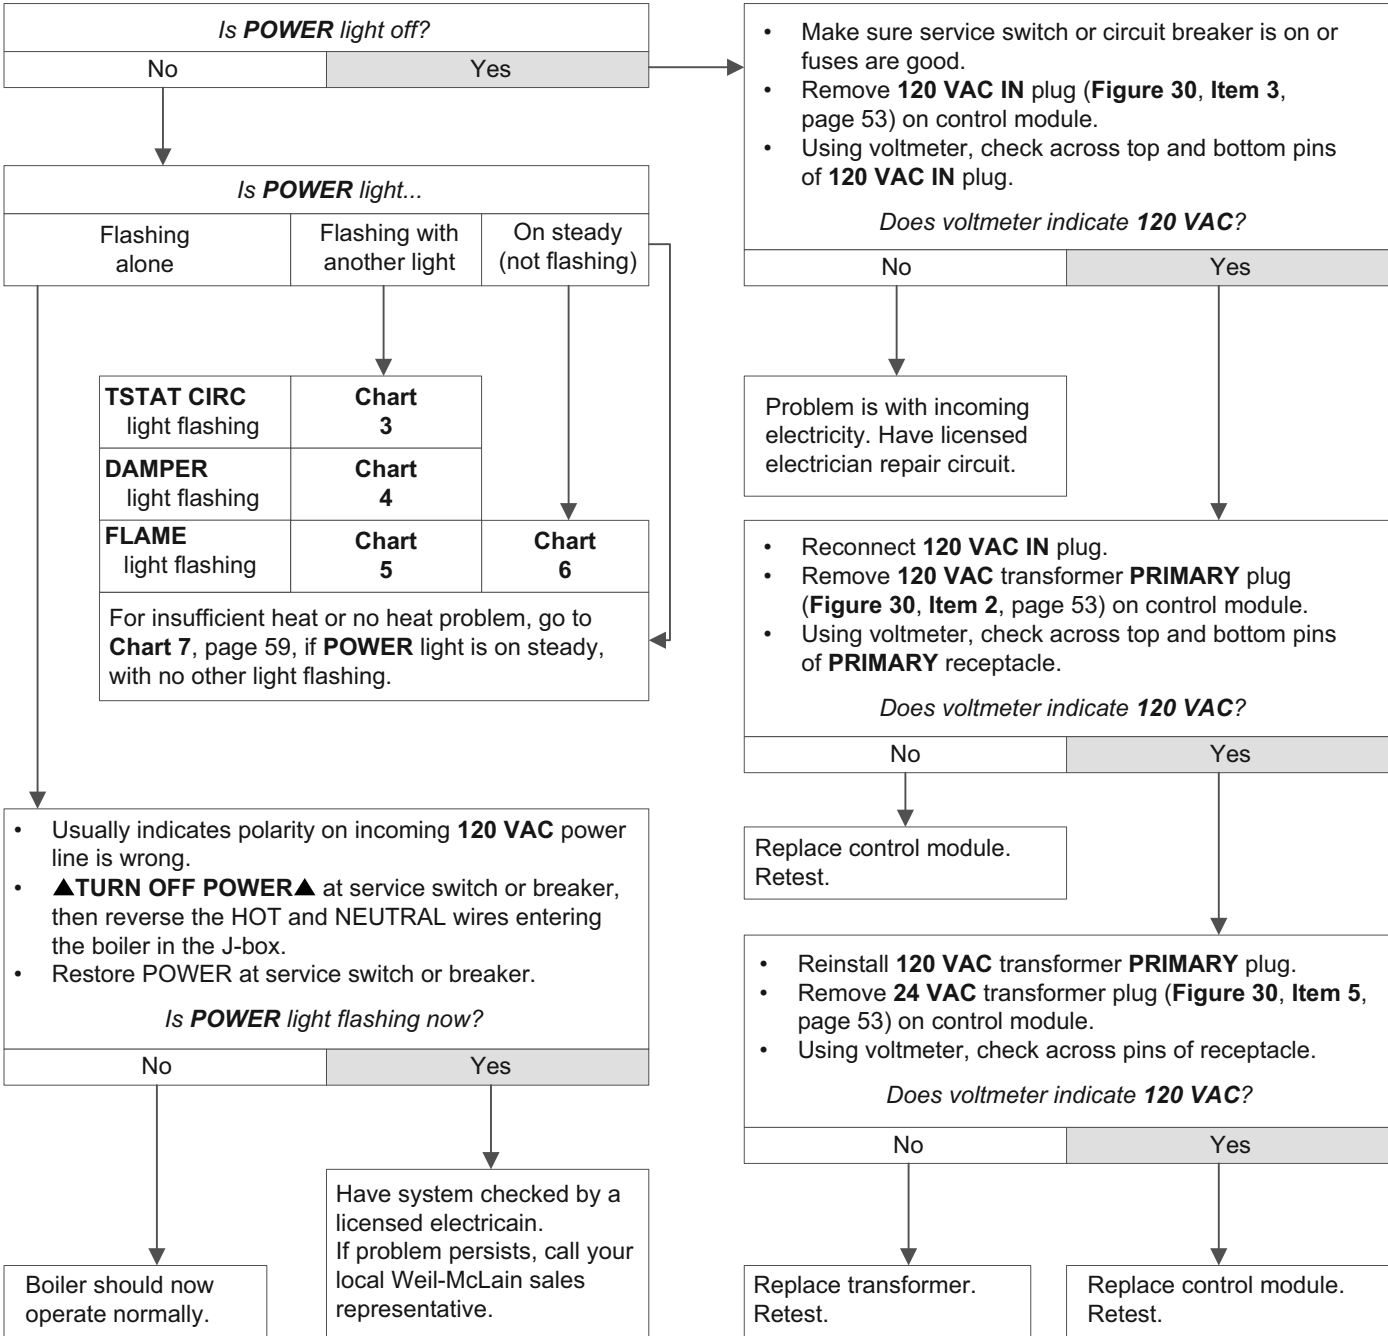 Is POWER light off?
No
Yes
Is POWER light...
Flashing
alone
Flashing with
another light
On steady
(not flashing)
TSTAT CIRC
light flashing
Chart
3
DAMPER
light flashing
Chart
4
FLAME
light flashing
Chart
5
Chart
6
For insufficient heat or no heat problem, go to
Chart 7, page 59, if POWER light is on steady,
with no other light flashing.
• Usually indicates polarity on incoming 120 VAC power
line is wrong.
• ▲TURN OFF POWER▲ at service switch or breaker,
then reverse the HOT and NEUTRAL wires entering
the boiler in the J-box.
• Restore POWER at service switch or breaker.
Is POWER light flashing now?
No
Yes
Boiler should now
operate normally.
Have system checked by a
licensed electricain.
If problem persists, call your
local Weil-McLain sales
representative.
• Make sure service switch or circuit breaker is on or
fuses are good.
• Remove 120 VAC IN plug (Figure 30, Item 3,
page 53) on control module.
• Using voltmeter, check across top and bottom pins
of 120 VAC IN plug.
Does voltmeter indicate 120 VAC?
No
Yes
Problem is with incoming
electricity. Have licensed
electrician repair circuit.
• Reconnect 120 VAC IN plug.
• Remove 120 VAC transformer PRIMARY plug
(Figure 30, Item 2, page 53) on control module.
• Using voltmeter, check across top and bottom pins
of PRIMARY receptacle.
Does voltmeter indicate 120 VAC?
No
Yes
Replace control module.
Retest.
• Reinstall 120 VAC transformer PRIMARY plug.
• Remove 24 VAC transformer plug (Figure 30, Item 5,
page 53) on control module.
• Using voltmeter, check across pins of receptacle.
Does voltmeter indicate 120 VAC?
No
Yes
Replace transformer.
Retest.
Replace control module.
Retest.